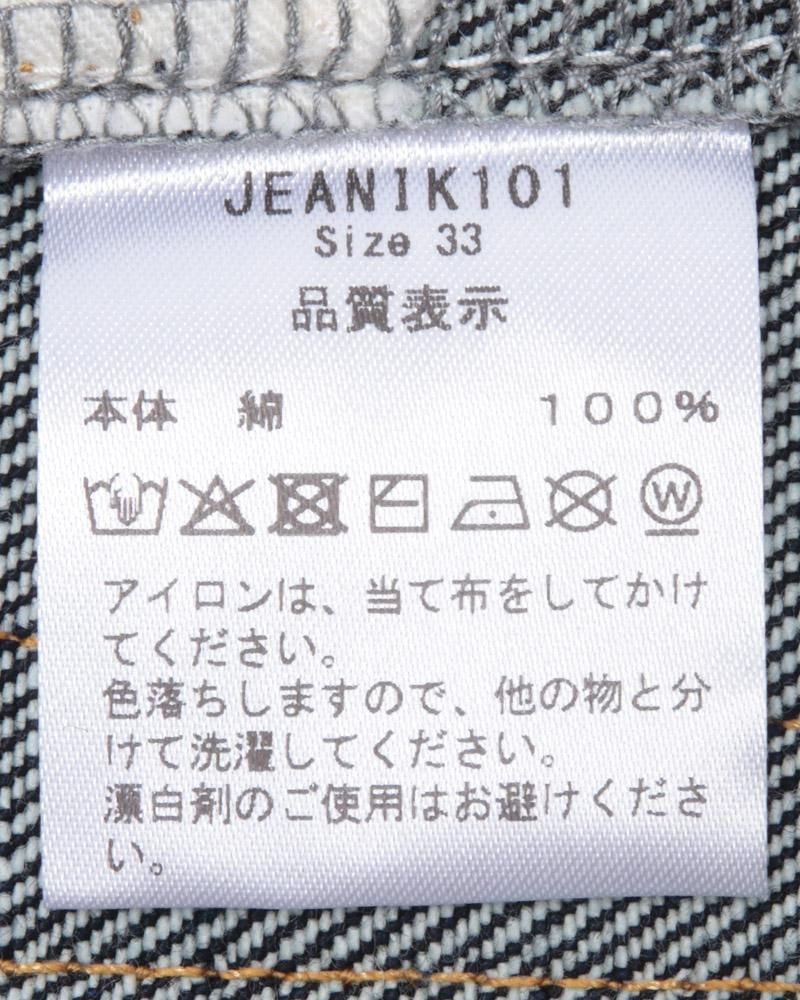 JEANIK101
Size 33
品質表示
本体　綿　１００％
W
アイロンは、当て布をしてかけ
てください。
色落ちしますので、他の物と分
けて洗濯してください。
漂白剤のご使用はお避けくださ
い。